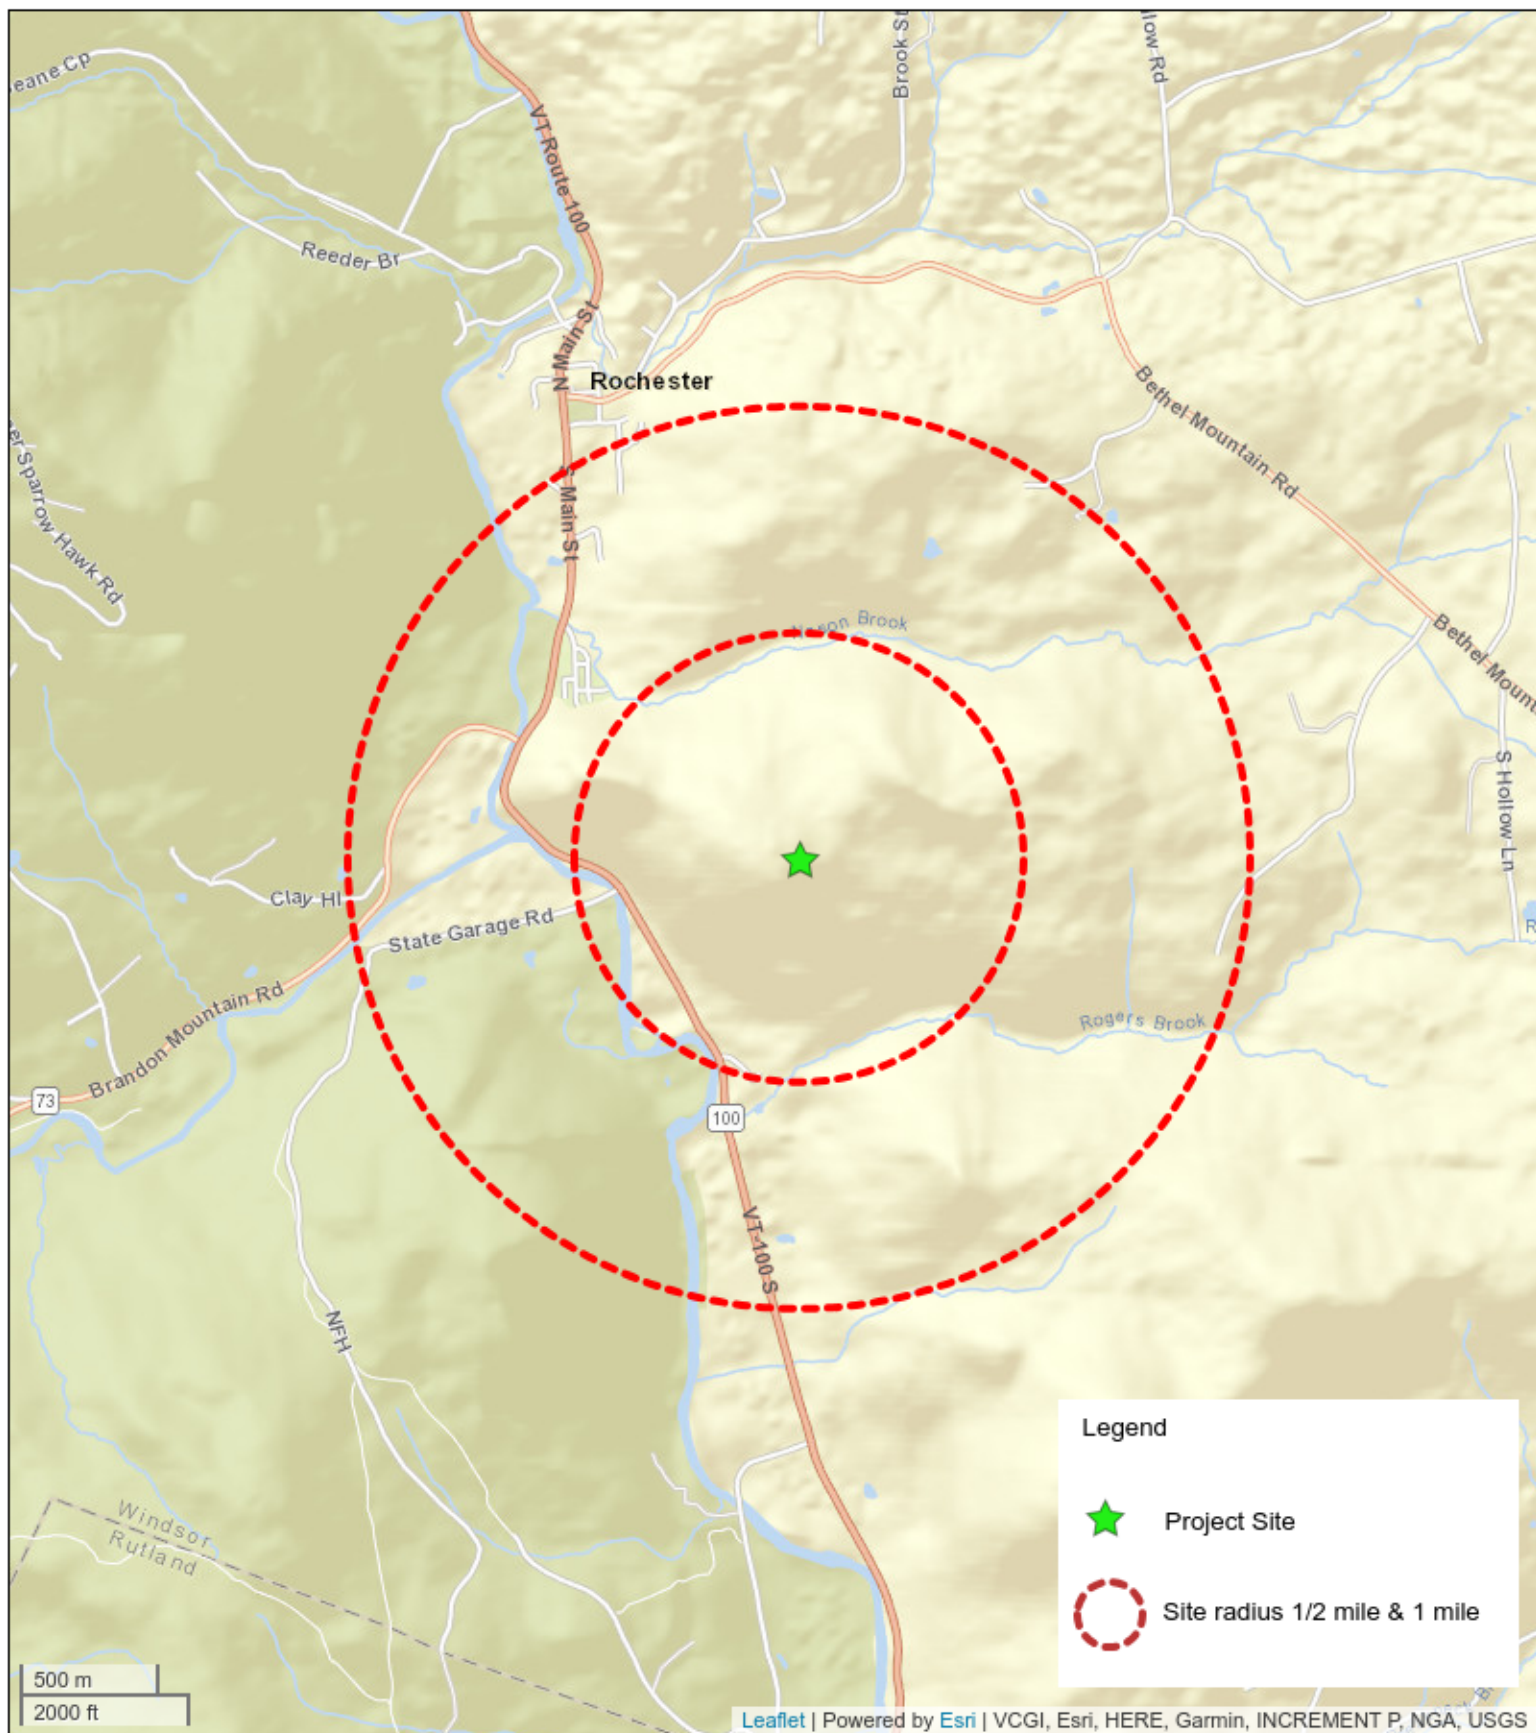 Brook St
VT Route 100
Reeder Br
N Main St
Rochester
Bethel Mountain Rd
Sparrow Hawk Rd
S Main St
Brook
S Hollow Ln
Clay Hl
State Garage Rd
Brandon Mountain Rd
Rogers Brook
73
100
VT-100 S
NFH
Windsor
Rutland
Legend
Project Site
Site radius 1/2 mile & 1 mile
500 m
2000 ft
Leaflet | Powered by Esri | VCGI, Esri, HERE, Garmin, INCREMENT P, NGA, USGS